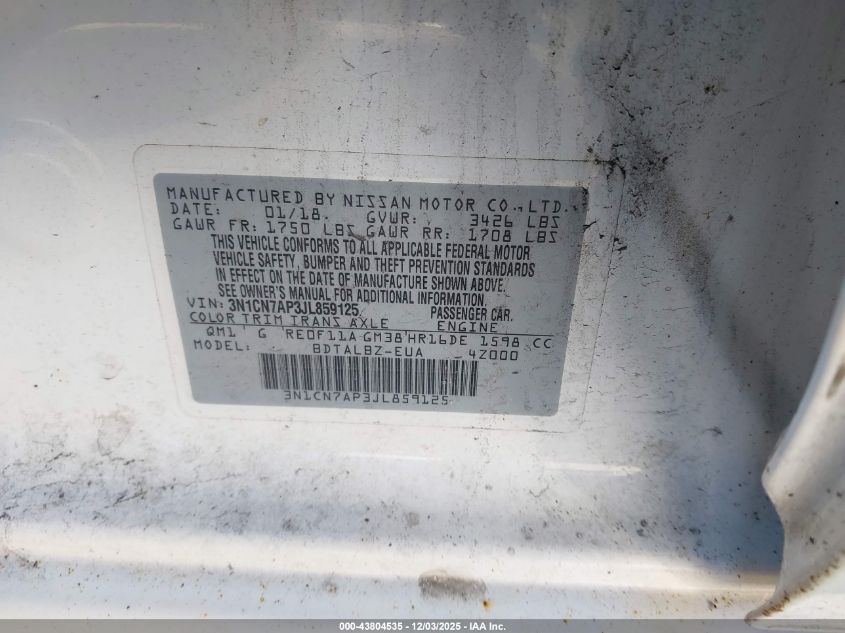 MANUFACTURED BY NISSAN MOTOR CO., LTD.
DATE: 01/18. GVWR: 3426 LBS
GAWR FR: 1750 LBS GAWR RR: 1708 LBS
THIS VEHICLE CONFORMS TO ALL APPLICABLE FEDERAL MOTOR
VEHICLE SAFETY, BUMPER AND THEFT PREVENTION STANDARDS
IN EFFECT ON THE DATE OF MANUFACTURE SHOWN ABOVE.
SEE OWNER'S MANUAL FOR ADDITIONAL INFORMATION.
VIN: 3N1CN7AP3JL859125 PASSENGER CAR.
COLOR TRIM TRANS AXLE ENGINE
QM1 G RE0F11A GM38 HR16DE 1598 CC
MODEL: BDTALBZ-EUA 4Z000
3N1CN7AP3JL859125
000-43804535 - 12/03/2025 - IAA Inc.